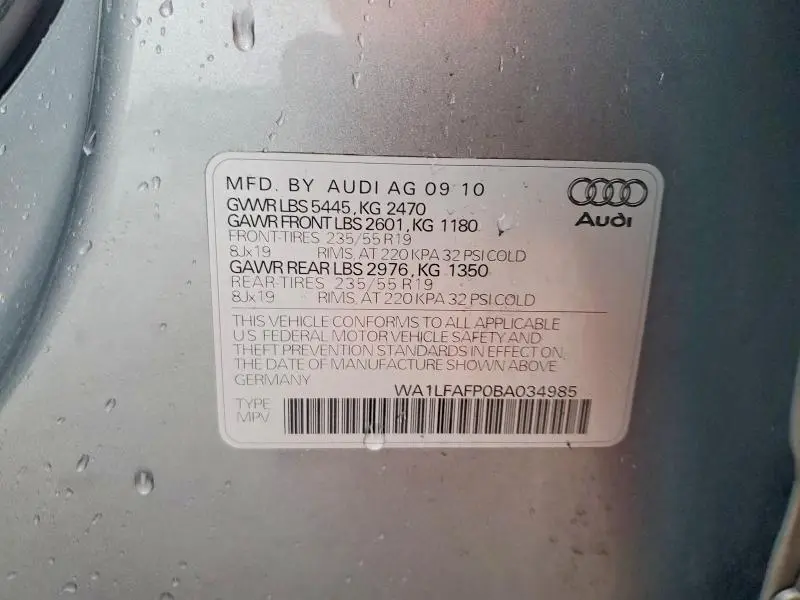 MFD. BY AUDI AG 09 10
GVWR LBS 5445, KG 2470
GAWR FRONT LBS 2601, KG 1180
FRONT-TIRES 235/55 R19
8Jx19 RIMS, AT 220 KPA 32 PSI COLD
GAWR REAR LBS 2976, KG 1350
REAR-TIRES 235/55 R19
8Jx19 RIMS, AT 220 KPA 32 PSI COLD
Audi
THIS VEHICLE CONFORMS TO ALL APPLICABLE
U.S. FEDERAL MOTOR VEHICLE SAFETY AND
THEFT PREVENTION STANDARDS IN EFFECT ON
THE DATE OF MANUFACTURE SHOWN ABOVE
GERMANY WA1LFAFP0BA034985
TYPE
MPV